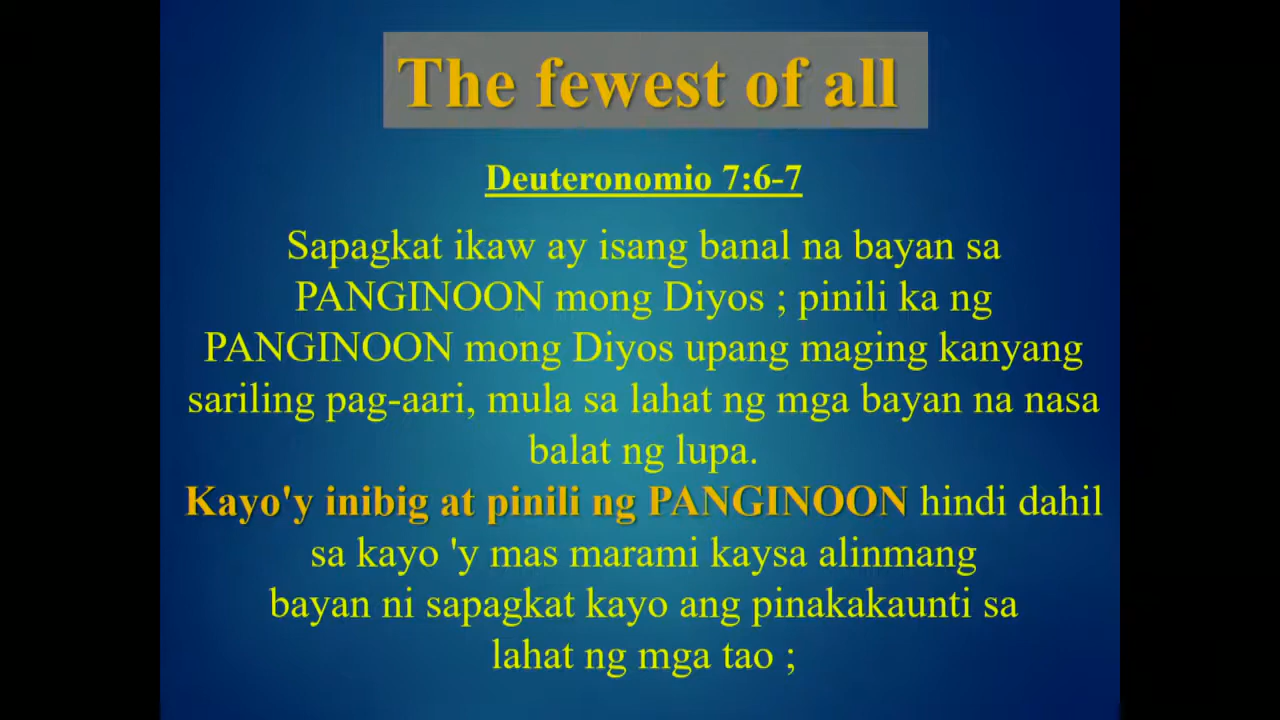 The fewest of all
Deuteronomio 7:6-7
Sapagkat ikaw ay isang banal na bayan sa
PANGINOON mong Diyos ; pinili ka ng
PANGINOON mong Diyos upang maging kanyang
sariling pag-aari, mula sa lahat ng mga bayan na nasa
balat ng lupa.
Kayo'y inibig at pinili ng PANGINOON hindi dahil
sa kayo 'y mas marami kaysa alinmang
bayan ni sapagkat kayo ang pinakakaunti sa
lahat ng mga tao ;